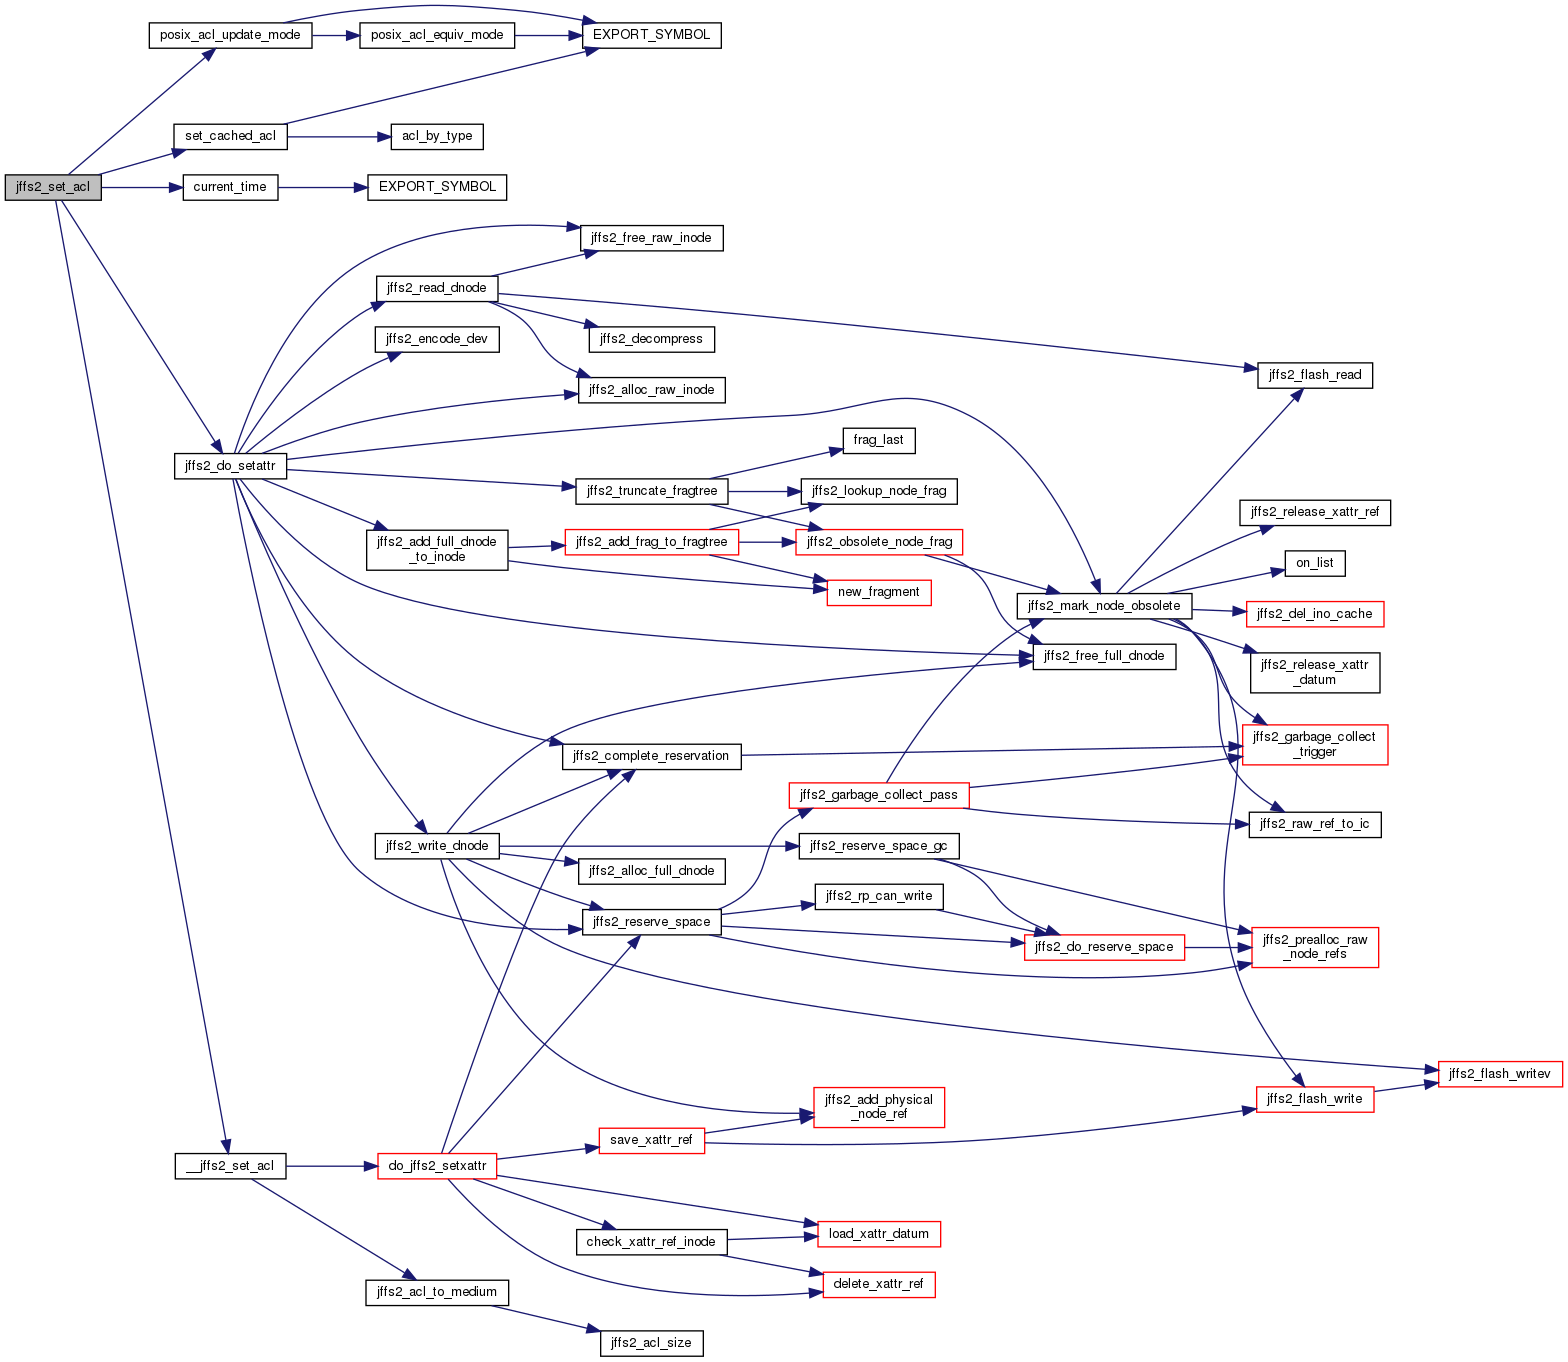 posix_acl_update_mode
posix_acl_equiv_mode
EXPORT_SYMBOL
set_cached_acl
acl_by_type
jffs2_set_acl
current_time
EXPORT_SYMBOL
jffs2_free_raw_inode
jffs2_read_dnode
jffs2_encode_dev
jffs2_decompress
jffs2_flash_read
jffs2_alloc_raw_inode
frag_last
jffs2_do_setattr
jffs2_truncate_fragtree
jffs2_lookup_node_frag
jffs2_release_xattr_ref
jffs2_add_full_dnode
_to_inode
jffs2_add_frag_to_fragtree
jffs2_obsolete_node_frag
on_list
new_fragment
jffs2_mark_node_obsolete
jffs2_del_ino_cache
jffs2_free_full_dnode
jffs2_release_xattr
_datum
jffs2_complete_reservation
jffs2_garbage_collect
_trigger
jffs2_garbage_collect_pass
jffs2_raw_ref_to_ic
jffs2_write_dnode
jffs2_reserve_space_gc
jffs2_alloc_full_dnode
jffs2_rp_can_write
jffs2_reserve_space
jffs2_do_reserve_space
jffs2_prealloc_raw
_node_refs
jffs2_flash_writev
jffs2_flash_write
jffs2_add_physical
_node_ref
save_xattr_ref
__jffs2_set_acl
do_jffs2_setxattr
load_xattr_datum
check_xattr_ref_inode
delete_xattr_ref
jffs2_acl_to_medium
jffs2_acl_size